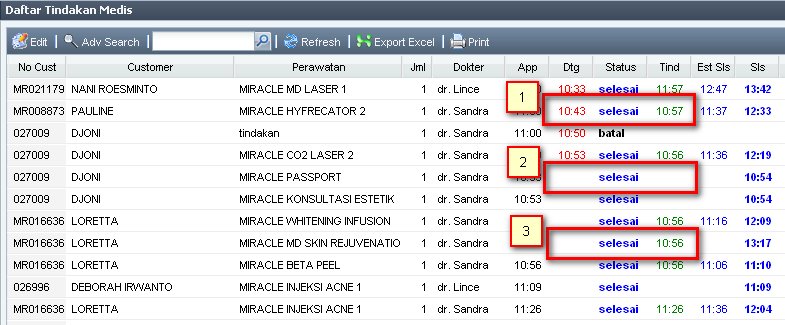 Daftar Tindakan Medis
Edit Adv Search Refresh Export Excel Print
No Cust Customer Perawatan Jml Dokter App Dtg Status Tind Est Sls Sls
MR021179 NANI ROESMINTO MIRACLE MD LASER 1 1 dr. Lince 10:33 selesai 11:57 12:47 13:42
1
MR008873 PAULINE MIRACLE HYFRECATOR 2 1 dr. Sandra 10:43 selesai 10:57 11:37 12:33
027009 DJONI tindakan 1 dr. Sandra 11:00 10:50 batal
027009 DJONI MIRACLE CO2 LASER 2 1 dr. Sandra 10:53 selesai 10:56 11:36 12:19
2
027009 DJONI MIRACLE PASSPORT 1 dr. Sandra selesai 10:54
027009 DJONI MIRACLE KONSULTASI ESTETIK 1 dr. Sandra 10:53 selesai 10:54
MR016636 LORETTA MIRACLE WHITENING INFUSION 1 dr. Sandra selesai 10:56 11:16 12:09
3
MR016636 LORETTA MIRACLE MD SKIN REJUVENATIO 1 dr. Sandra selesai 10:56 13:17
MR016636 LORETTA MIRACLE BETA PEEL 1 dr. Sandra 10:56 selesai 10:56 11:06 11:10
026996 DEBORAH IRWANTO MIRACLE INJEKSI ACNE 1 1 dr. Lince 11:09 selesai 11:09
MR016636 LORETTA MIRACLE INJEKSI ACNE 1 1 dr. Sandra 11:26 selesai 11:26 11:36 12:04